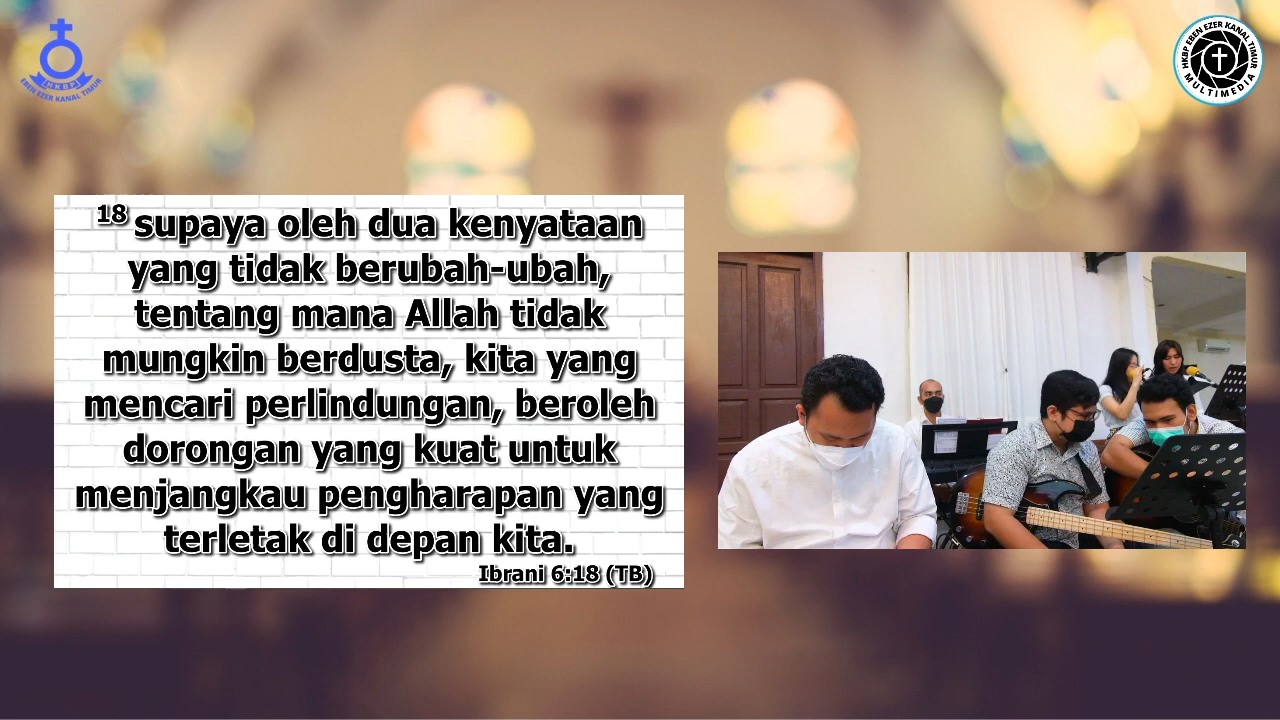 HKBP
EBEN EZER KANAL TIMUR
HKBP EBEN EZER KANAL TIMUR
MULTIMEDIA
18 supaya oleh dua kenyataan
yang tidak berubah-ubah,
tentang mana Allah tidak
mungkin berdusta, kita yang
mencari perlindungan, beroleh
dorongan yang kuat untuk
menjangkau pengharapan yang
terletak di depan kita.
Ibrani 6:18 (TB)